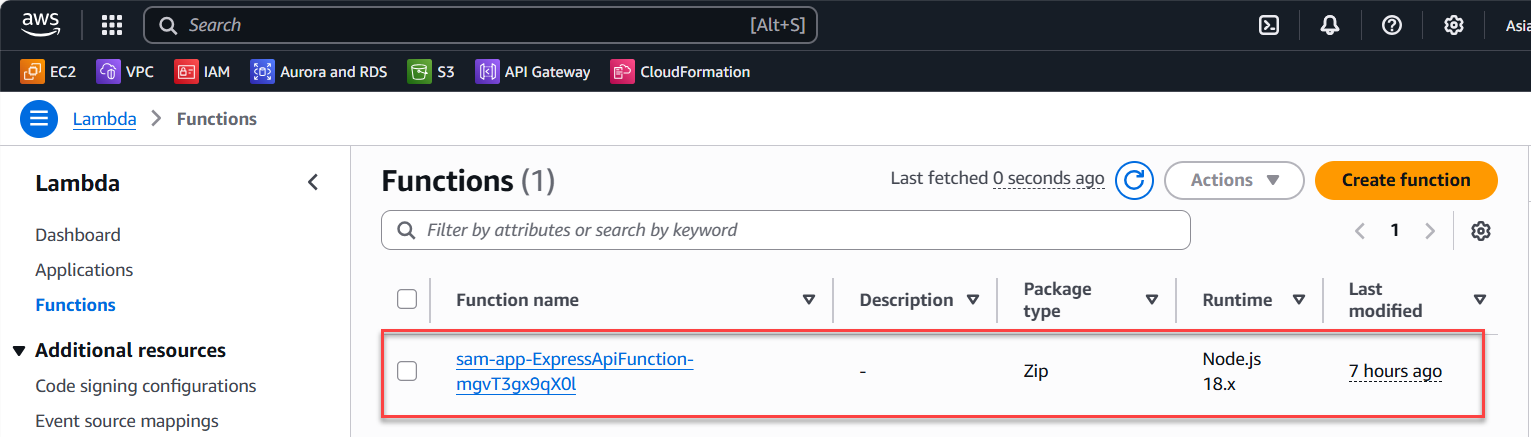 aws
Search [Alt+S] Asia
EC2 VPC IAM Aurora and RDS S3 API Gateway CloudFormation
Lambda Functions
Lambda
Dashboard
Applications
Functions
Additional resources
Code signing configurations
Event source mappings
Functions (1) Last fetched 0 seconds ago Actions Create function
Filter by attributes or search by keyword 1
Function name Description Package type Runtime Last modified
sam-app-ExpressApiFunction-
mgvT3gx9qX0l
-
Zip
Node.js
18.x
7 hours ago